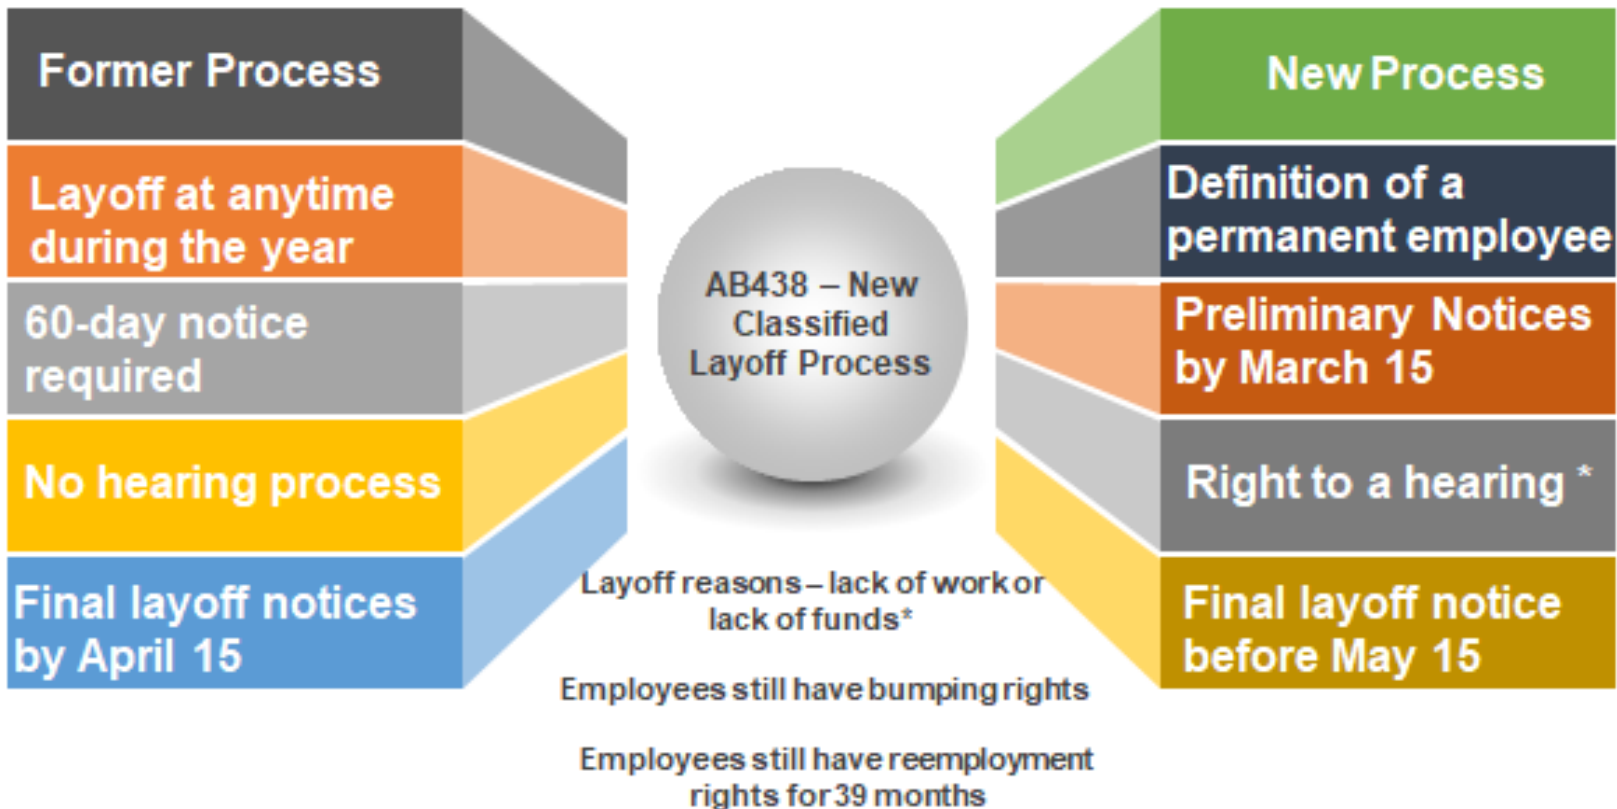 Former Process
Layoff at anytime
during the year
60-day notice
required
No hearing process
Final layoff notices
by April 15
AB438 – New
Classified
Layoff Process
Layoff reasons – lack of work or
lack of funds*
Employees still have bumping rights
Employees still have reemployment
rights for 39 months
New Process
Definition of a
permanent employee
Preliminary Notices
by March 15
Right to a hearing *
Final layoff notice
before May 15